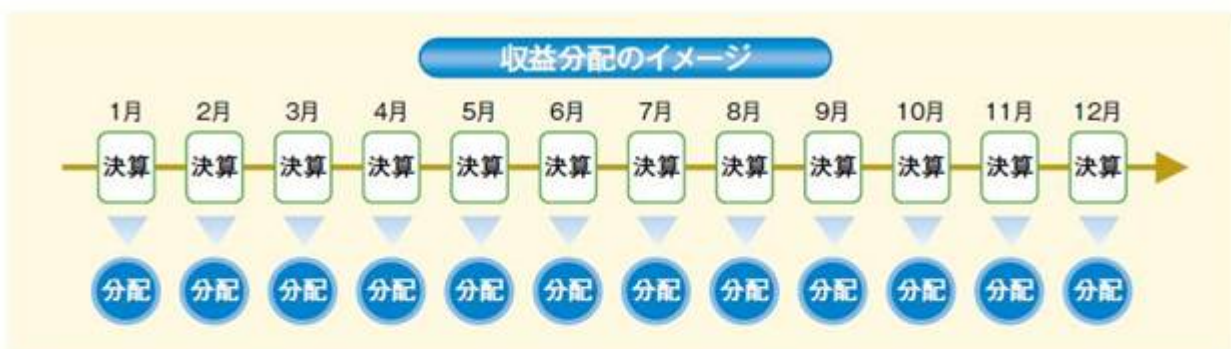 収益分配のイメージ
1月 2月 3月 4月 5月 6月 7月 8月 9月 10月 11月 12月
決算 決算 決算 決算 決算 決算 決算 決算 決算 決算 決算 決算
分配 分配 分配 分配 分配 分配 分配 分配 分配 分配 分配 分配